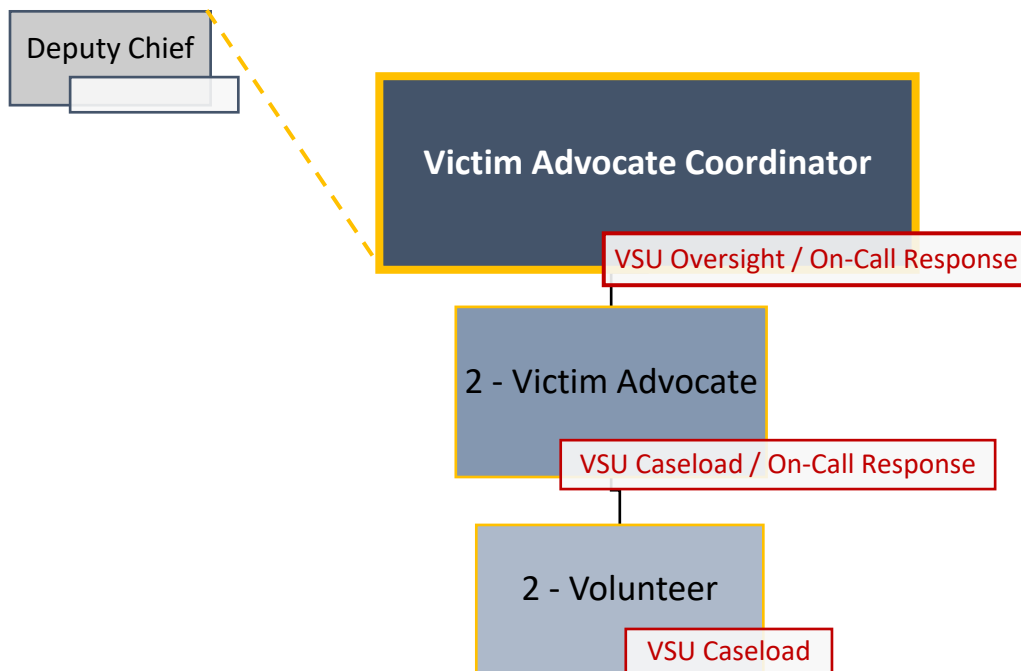 Deputy Chief
Victim Advocate Coordinator
VSU Oversight / On-Call Response
2 - Victim Advocate
VSU Caseload / On-Call Response
2 - Volunteer
VSU Caseload